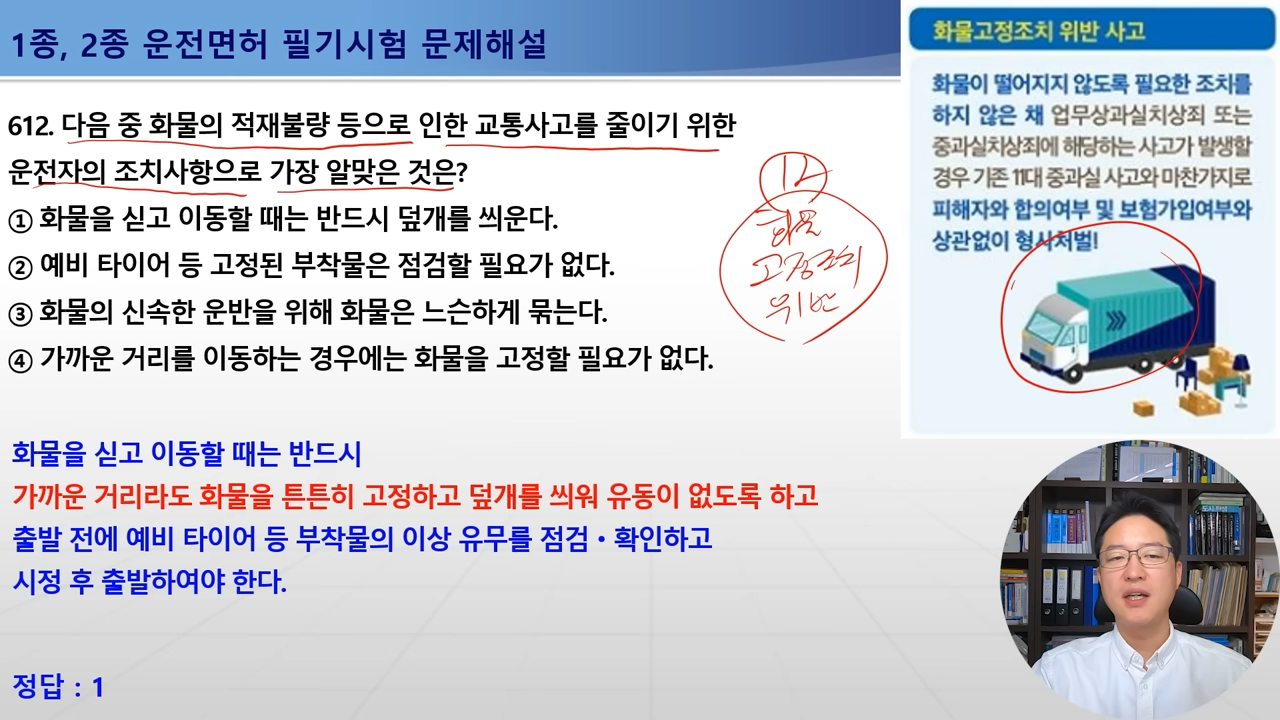 1종, 2종 운전면허 필기시험 문제해설
612. 다음 중 화물의 적재불량 등으로 인한 교통사고를 줄이기 위한
운전자의 조치사항으로 가장 알맞은 것은?
① 화물을 싣고 이동할 때는 반드시 덮개를 씌운다.
② 예비 타이어 등 고정된 부착물은 점검할 필요가 없다.
③ 화물의 신속한 운반을 위해 화물은 느슨하게 묶는다.
④ 가까운 거리를 이동하는 경우에는 화물을 고정할 필요가 없다.
12
화물
고정조치
위반
화물을 싣고 이동할 때는 반드시
가까운 거리라도 화물을 튼튼히 고정하고 덮개를 씌워 유동이 없도록 하고
출발 전에 예비 타이어 등 부착물의 이상 유무를 점검 • 확인하고
시정 후 출발하여야 한다.
정답 : 1
화물고정조치 위반 사고
화물이 떨어지지 않도록 필요한 조치를
하지 않은 채 업무상과실치상죄 또는
중과실치상죄에 해당하는 사고가 발생할
경우 기존 11대 중과실 사고와 마찬가지로
피해자와 합의여부 및 보험가입여부와
상관없이 형사처벌!